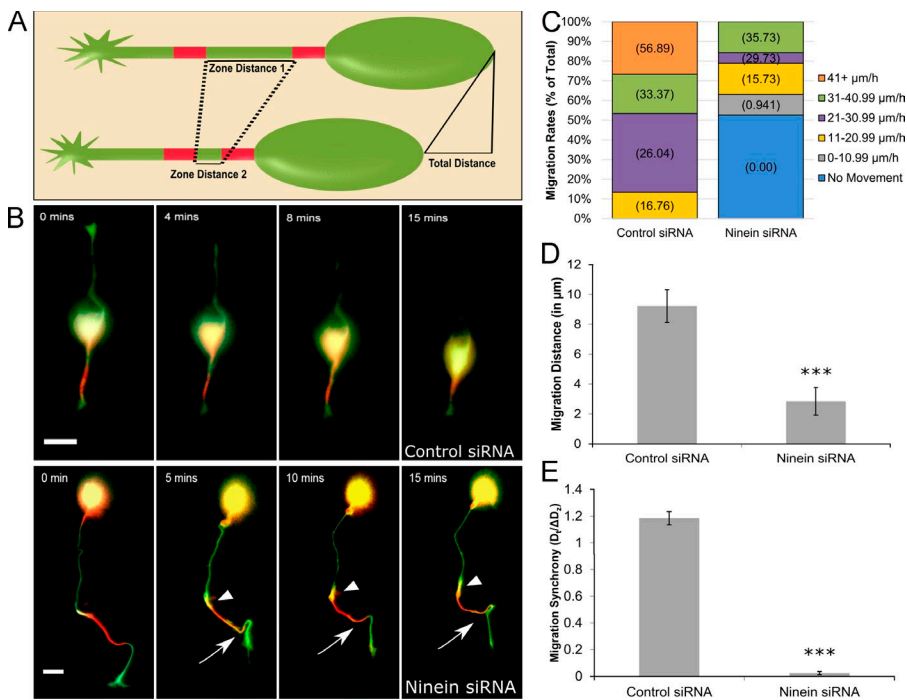 A
Zone Distance 1
Zone Distance 2
Total Distance
B
0 mins
4 mins
8 mins
15 mins
Control siRNA
0 min
5 mins
10 mins
15 mins
Ninein siRNA
C
Migration Rates (% of Total)
100%
90%
80%
70%
60%
50%
40%
30%
20%
10%
0%
(56.89)
(33.37)
(26.04)
(16.76)
(35.73)
(29.73)
(15.73)
(0.941)
(0.00)
Control siRNA
Ninein siRNA
41+ µm/h
31-40.99 µm/h
21-30.99 µm/h
11-20.99 µm/h
0-10.99 µm/h
No Movement
D
Migration Distance (in µm)
12
10
8
6
4
2
0
***
Control siRNA
Ninein siRNA
E
Migration Synchrony (Dₜ/ΔD_z)
1.4
1.2
1
0.8
0.6
0.4
0.2
0
***
Control siRNA
Ninein siRNA